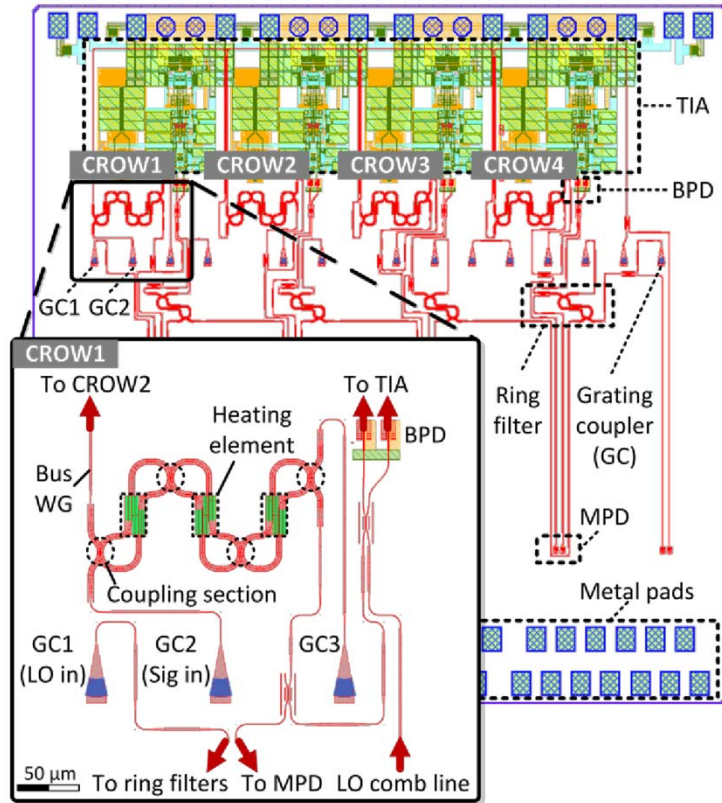 TIA
CROW1
CROW2
CROW3
CROW4
BPD
GC1
GC2
CROW1
To CROW2
To TIA
Heating
element
BPD
Bus
WG
Coupling section
GC1
(LO in)
GC2
(Sig in)
GC3
50 µm
To ring filters
To MPD
LO comb line
Ring
filter
Grating
coupler
(GC)
MPD
Metal pads